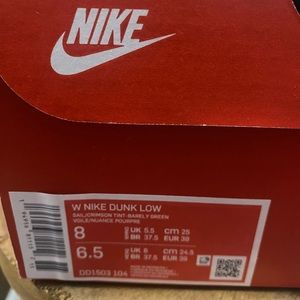 NIKE
W NIKE DUNK LOW
SAIL/CRIMSON TINT-BARELY GREEN
VOILE/NUANCE POURPRE
8 UK 5.5 cm 25
BR 37.5 EUR 39
6.5 UK 6 cm 24.5
BR 37.5 EUR 39
DD1503 104